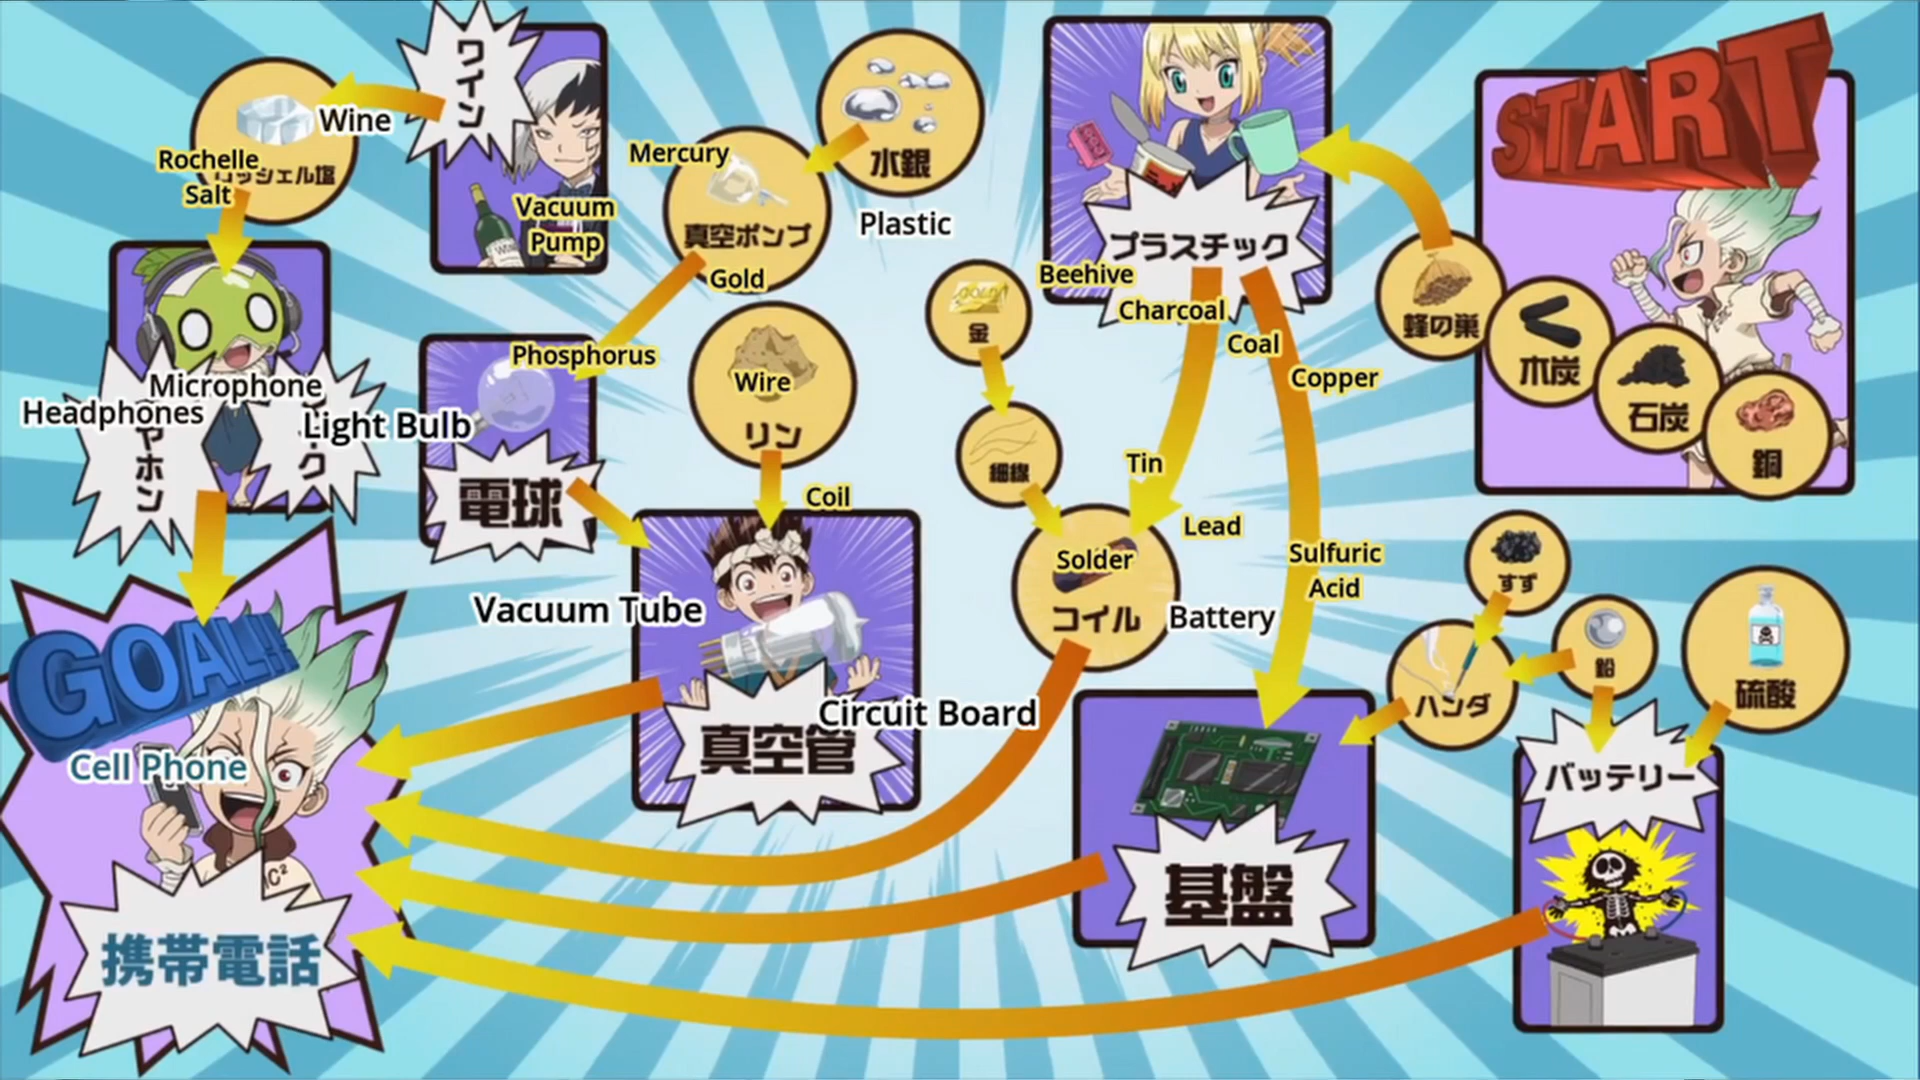 START
蜂の巣
木炭
石炭
銅
プラスチック
Plastic
Beehive
Charcoal
Coal
Copper
水銀
Mercury
真空ポンプ
Vacuum
Pump
ワイン
Wine
Rochelle
Salt
Gold
金
GOLD
細線
Wire
コイル
Coil
リン
Phosphorus
電球
Light Bulb
Microphone
Headphones
真空管
Vacuum Tube
すず
Tin
鉛
Lead
硫酸
Sulfuric
Acid
ハンダ
Solder
バッテリー
Battery
基盤
Circuit Board
GOAL!!
Cell Phone
携帯電話